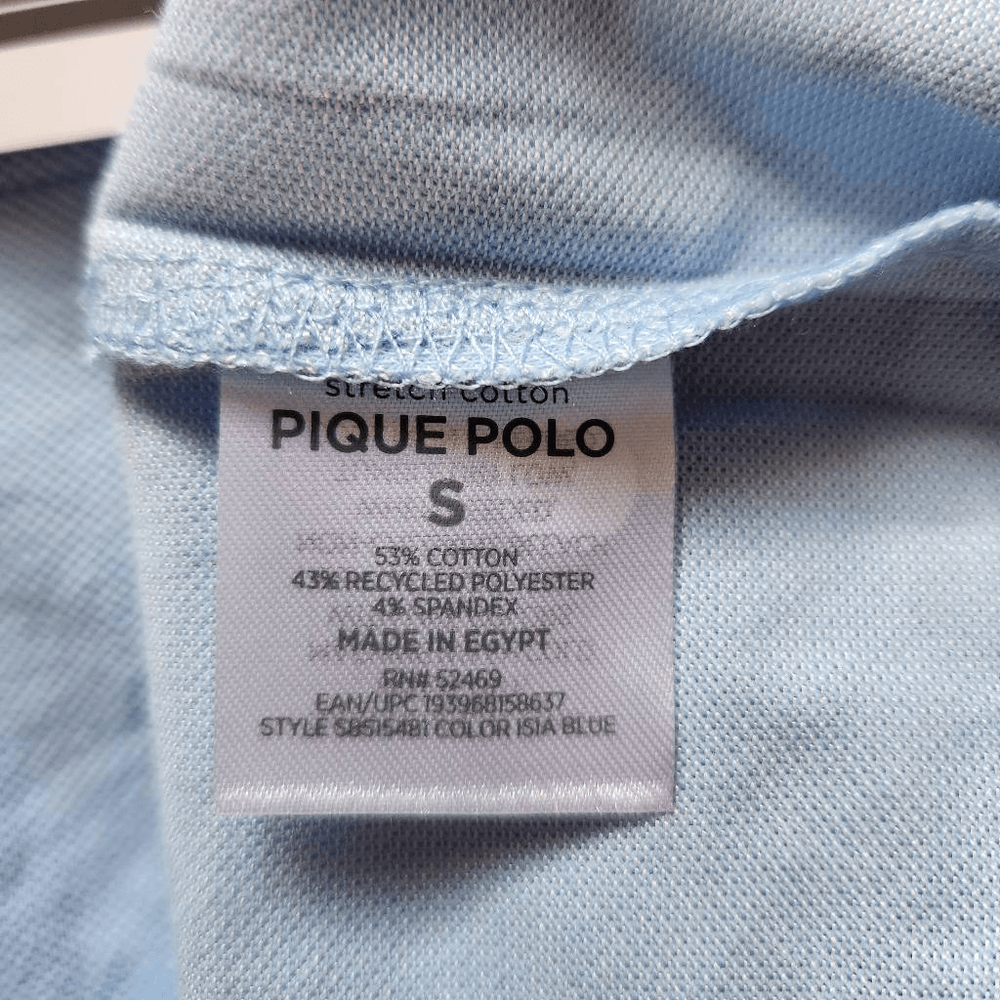 stretch cotton
PIQUE POLO
S
53% COTTON
43% RECYCLED POLYESTER
4% SPANDEX
MADE IN EGYPT
RN# 52469
EAN/UPC 193968158637
STYLE SB515481 COLOR ISIA BLUE